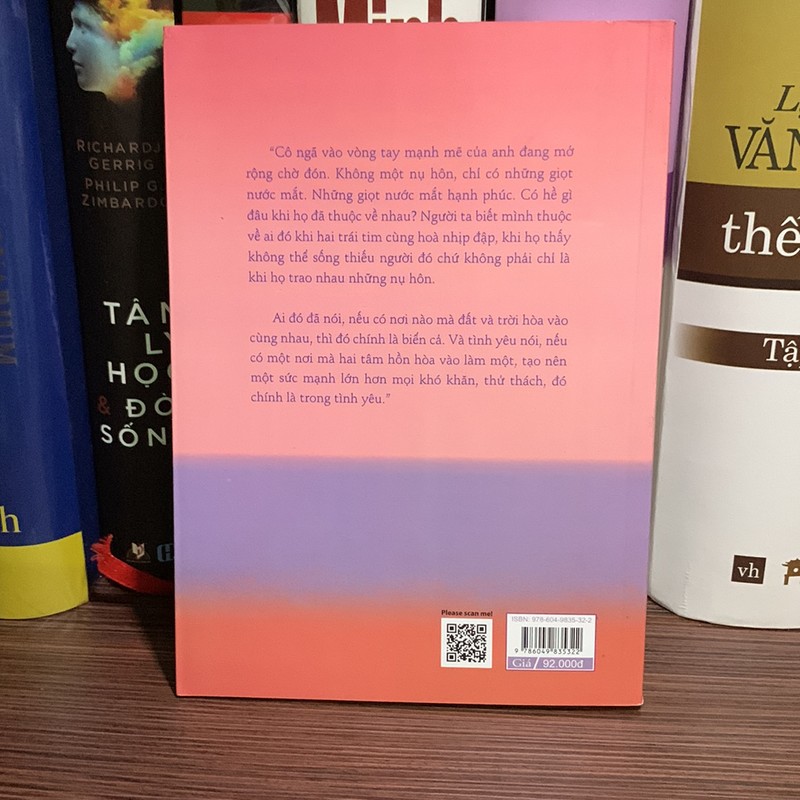 “Cô ngã vào vòng tay mạnh mẽ của anh đang mở
rộng chờ đón. Không một nụ hôn, chỉ có những giọt
nước mắt. Những giọt nước mắt hạnh phúc. Có hề gì
đâu khi họ đã thuộc về nhau? Người ta biết mình thuộc
về ai đó khi hai trái tim cùng hoà nhịp đập, khi họ thấy
không thể sống thiếu người đó chứ không phải chỉ là
khi họ trao nhau những nụ hôn.
Ai đó đã nói, nếu có nơi nào mà đất và trời hòa vào
cùng nhau, thì đó chính là biển cả. Và tình yêu nói, nếu
có một nơi mà hai tâm hồn hòa vào làm một, tạo nên
một sức mạnh lớn hơn mọi khó khăn, thử thách, đó
chính là trong tình yêu.”
Please scan me!
ISBN: 978-604-9835-32-2
9 786049 835322
Giá / 92.000đ
RICHARD J
GERRIG
PHILIP G.
ZIMBARDO
TÂM
LÝ
HỌC
& ĐỜI
SỐN
VĂN
thế
Tập
vh